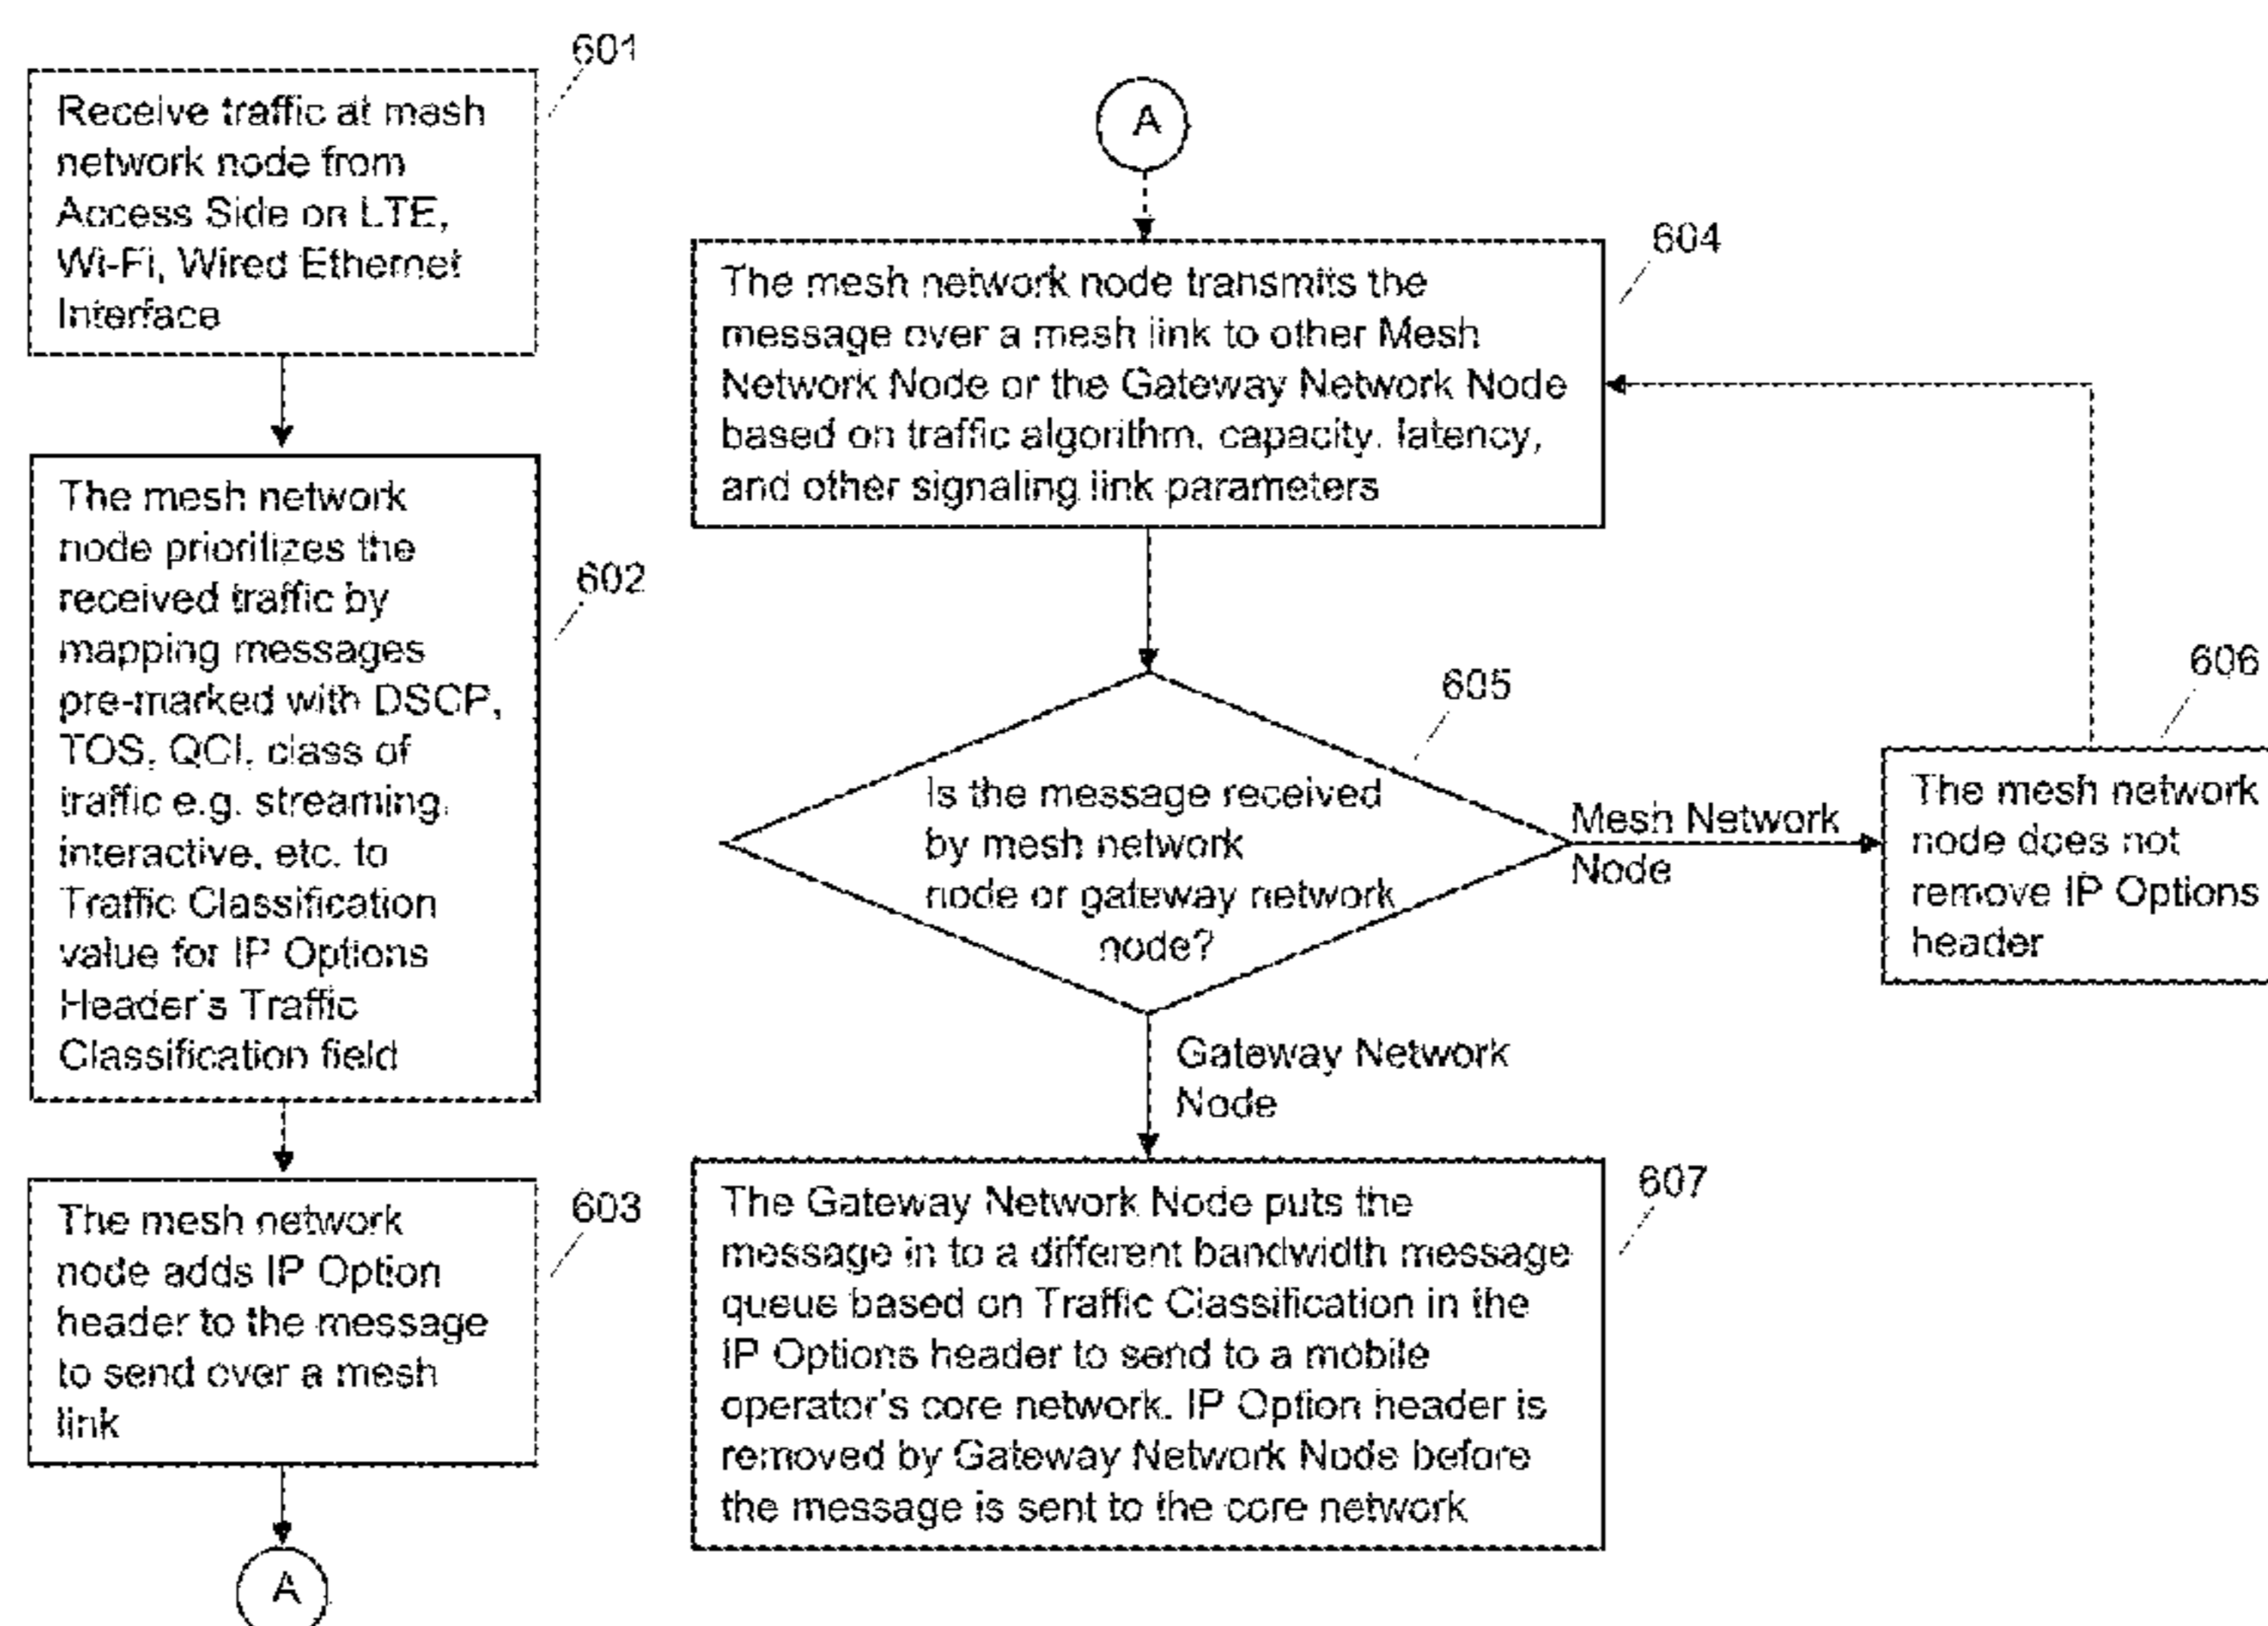 601
Receive traffic at mesh
network node from
Access Side on LTE,
Wi-Fi, Wired Ethernet
Interface
602
The mesh network
node prioritizes the
received traffic by
mapping messages
pre-marked with DSCP,
TOS, QCI, class of
traffic e.g. streaming,
interactive, etc. to
Traffic Classification
value for IP Options
Header's Traffic
Classification field
603
The mesh network
node adds IP Option
header to the message
to send over a mesh
link
A
A
604
The mesh network node transmits the
message over a mesh link to other Mesh
Network Node or the Gateway Network Node
based on traffic algorithm, capacity, latency,
and other signaling link parameters
605
Is the message received
by mesh network
node or gateway network
node?
Mesh Network
Node
606
The mesh network
node does not
remove IP Options
header
Gateway Network
Node
607
The Gateway Network Node puts the
message in to a different bandwidth message
queue based on Traffic Classification in the
IP Options header to send to a mobile
operator's core network. IP Option header is
removed by Gateway Network Node before
the message is sent to the core network